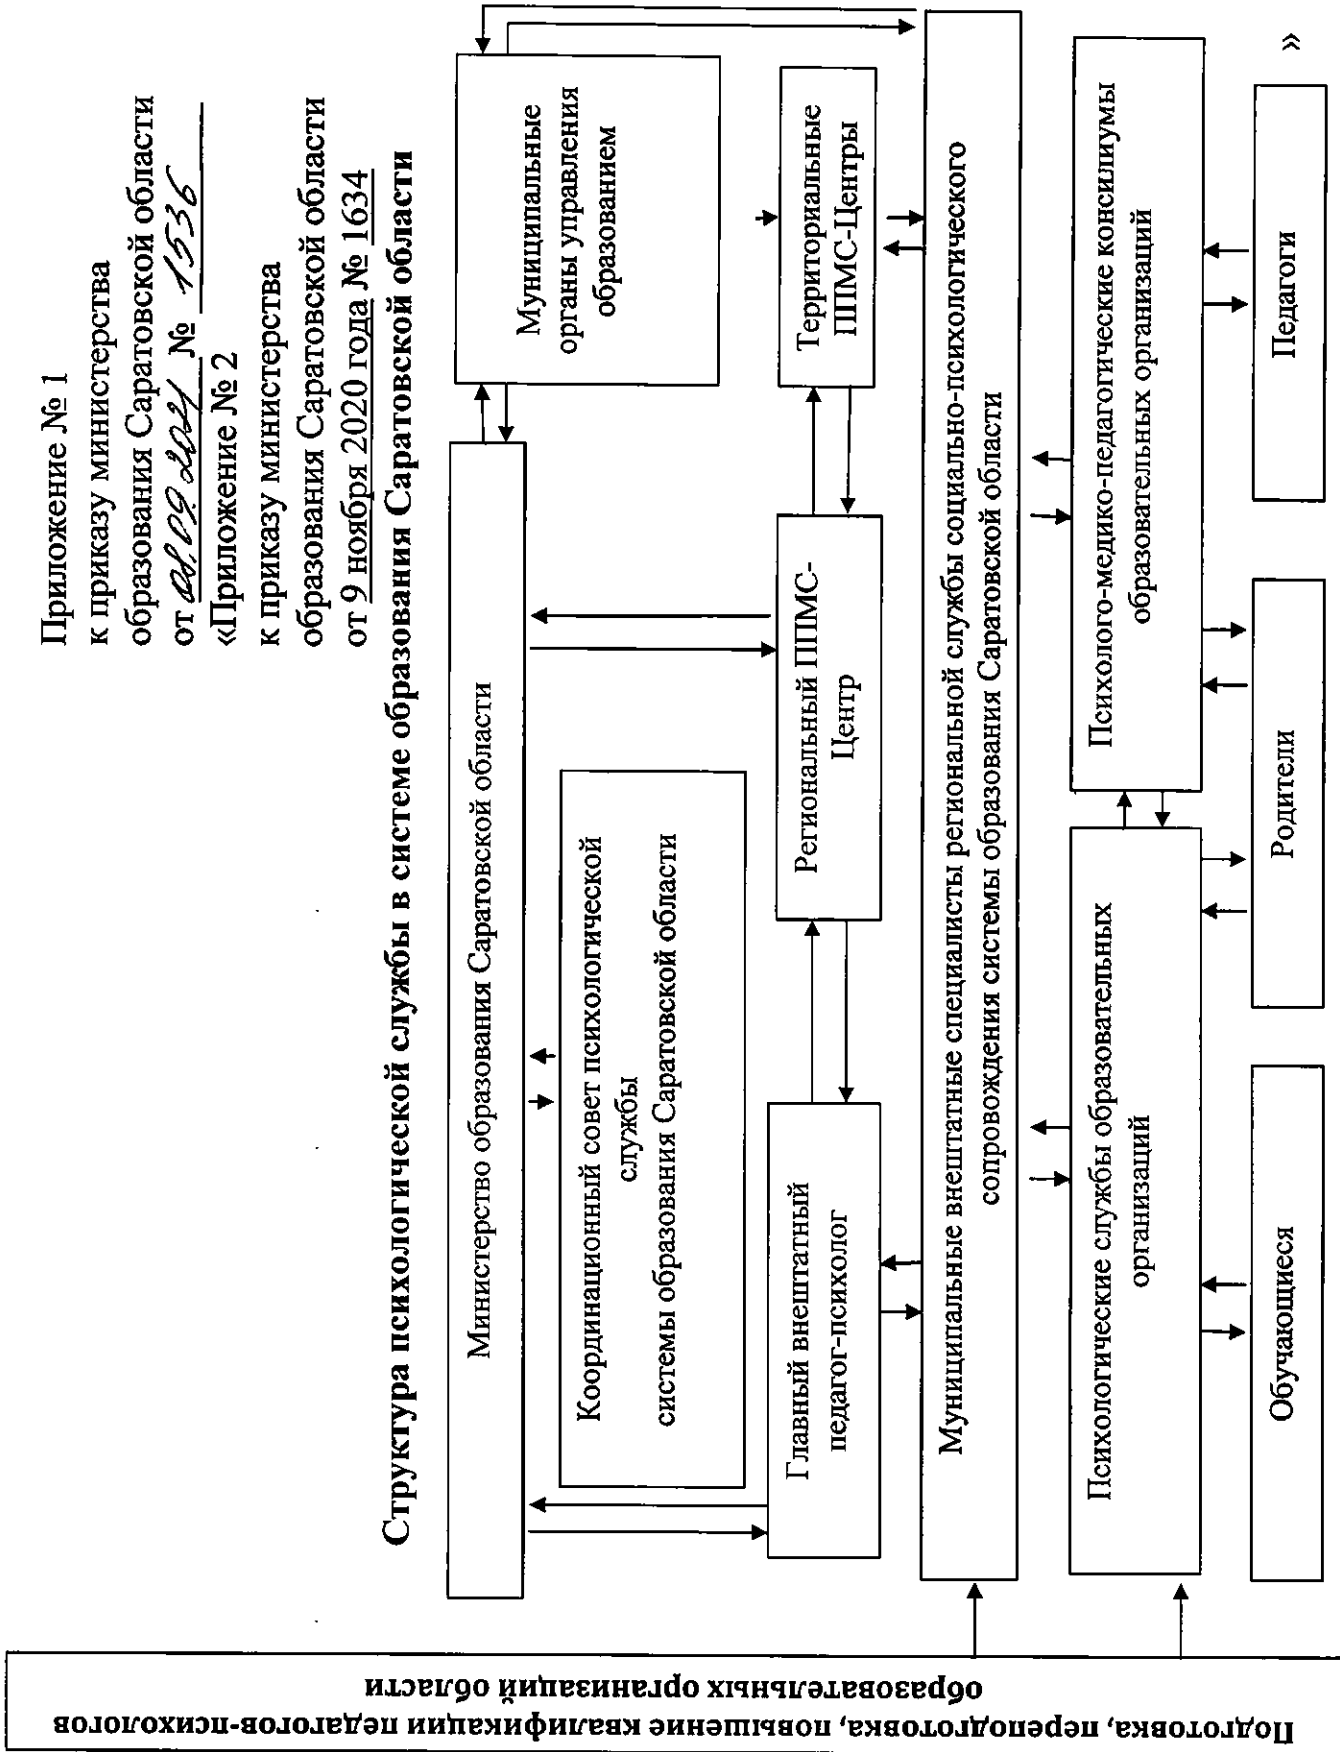 Приложение № 1
к приказу министерства
образования Саратовской области
от 08.09.2021 № 1536
«Приложение № 2
к приказу министерства
образования Саратовской области
от 9 ноября 2020 года № 1634
Структура психологической службы в системе образования Саратовской области
Министерство образования Саратовской области
Муниципальные
органы управления
образованием
Координационный совет психологической
службы
системы образования Саратовской области
Главный внештатный
педагог-психолог
Региональный ППМС-
Центр
Территориальные
ППМС-Центры
Муниципальные внештатные специалисты региональной службы социально-психологического
сопровождения системы образования Саратовской области
Психологические службы образовательных
организаций
Психолого-медико-педагогические консилиумы
образовательных организаций
Обучающиеся
Родители
Педагоги
»
Подготовка, переподготовка, повышение квалификации педагогов-психологов
образовательных организаций области